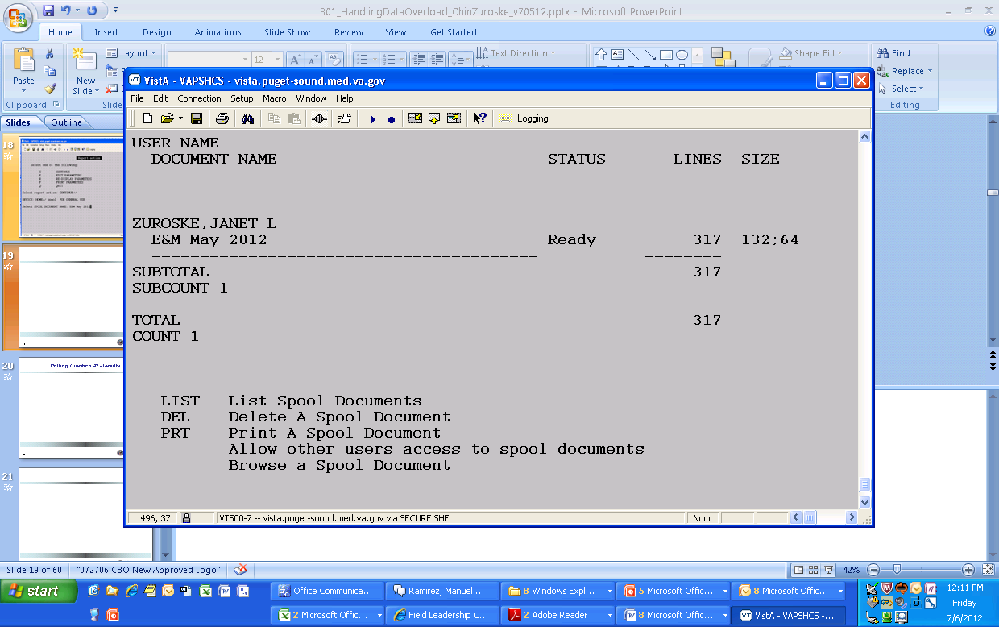 301_HandlingDataOverload_ChinZuroske_v70512.pptx - Microsoft PowerPoint
Home Insert Design Animations Slide Show Review View Get Started
Layout 12 Text Direction Shape Fill Find
Paste New Slide Replace
Select
Clipboard Slide Editing
VistA - VAPSHCS - vista.puget-sound.med.va.gov
File Edit Connection Setup Macro Window Help
Logging
Slides Outline
USER NAME
DOCUMENT NAME STATUS LINES SIZE
ZUROSKE,JANET L
E&M May 2012 Ready 317 132;64
SUBTOTAL 317
SUBCOUNT 1
TOTAL 317
COUNT 1
LIST List Spool Documents
DEL Delete A Spool Document
PRT Print A Spool Document
Allow other users access to spool documents
Browse a Spool Document
496, 37 VT500-7 -- vista.puget-sound.med.va.gov via SECURE SHELL Num
18
19
20
Polling Question #2 - Results
21
Slide 19 of 60 "072706 CBO New Approved Logo" 42%
start Office Communica... Ramirez, Manuel ... 8 Windows Expl... 5 Microsoft Offic... 8 Microsoft Offic... 12:11 PM
Friday
2 Microsoft Offic... Field Leadership C... 2 Adobe Reader 8 Microsoft Offic... VistA - VAPSHCS -... 7/6/2012